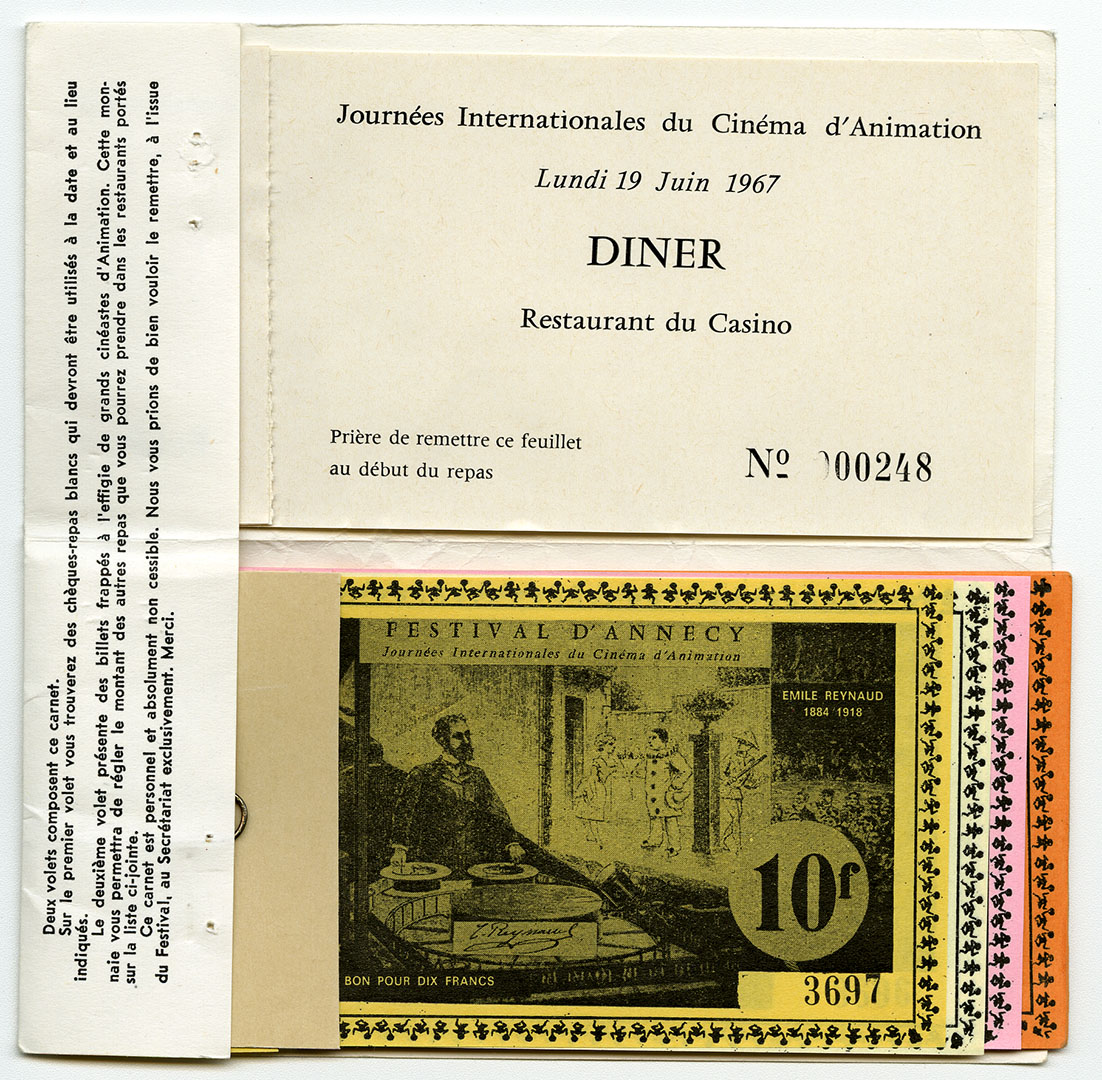 Deux volets composent ce carnet.
Sur le premier volet vous trouverez des chèques-repas blancs qui devront être utilisés à la date et au lieu
indiqués.
Le deuxième volet présente des billets frappés à l'effigie de grands cinéastes d'Animation. Cette mon-
naie vous permettra de régler le montant des autres repas que vous pourrez prendre dans les restaurants portés
sur la liste ci-jointe.
Ce carnet est personnel et absolument non cessible. Nous vous prions de bien vouloir le remettre, à l'issue
du Festival, au Secrétariat exclusivement. Merci.
Journées Internationales du Cinéma d'Animation
Lundi 19 Juin 1967
DINER
Restaurant du Casino
Prière de remettre ce feuillet
au début du repas
Nº 000248
FESTIVAL D'ANNECY
Journées Internationales du Cinéma d'Animation
EMILE REYNAUD
1884 1918
10f
E. Reynaud
BON POUR DIX FRANCS
3697